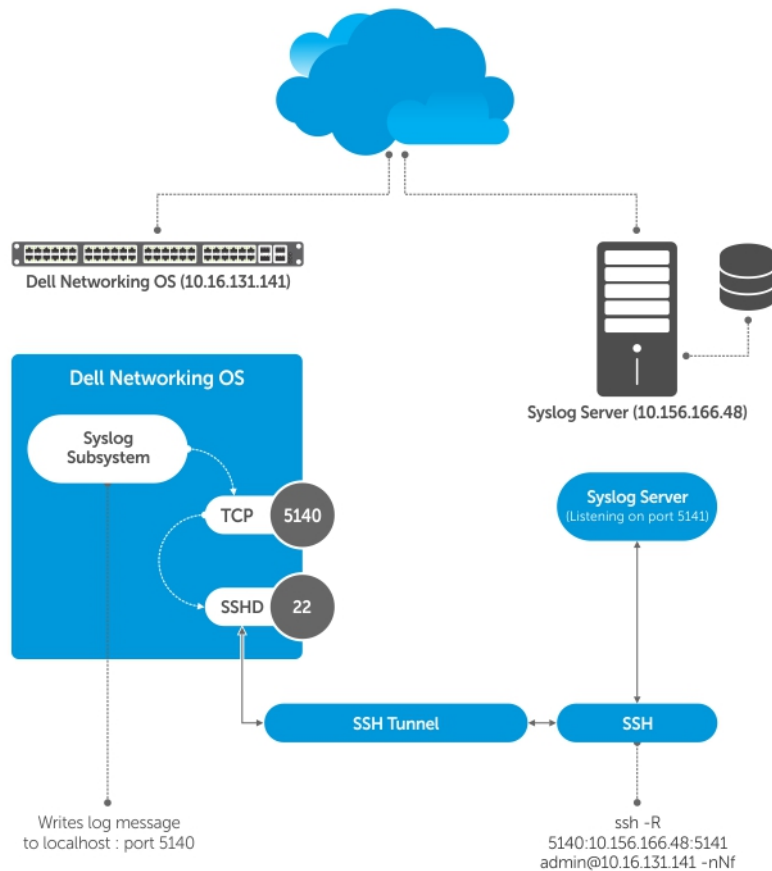 Dell Networking OS (10.16.131.141)
Syslog Server (10.156.166.48)
Dell Networking OS
Syslog
Subsystem
TCP
5140
SSHD
22
Syslog Server
(Listening on port 5141)
SSH Tunnel
SSH
Writes log message
to localhost : port 5140
ssh -R
5140:10.156.166.48:5141
admin@10.16.131.141 -nNf